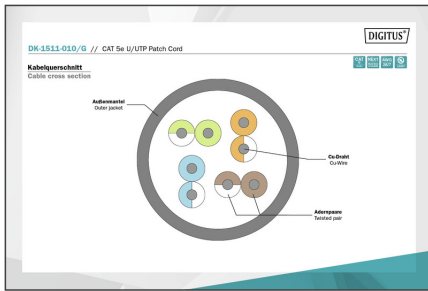 DIGITUS®
DK-1511-010/G // CAT 5e U/UTP Patch Cord
Kabelquerschnitt
Cable cross section
Außenmantel
Outer jacket
Cu-Draht
Cu-Wire
Adernpaare
Twisted pair